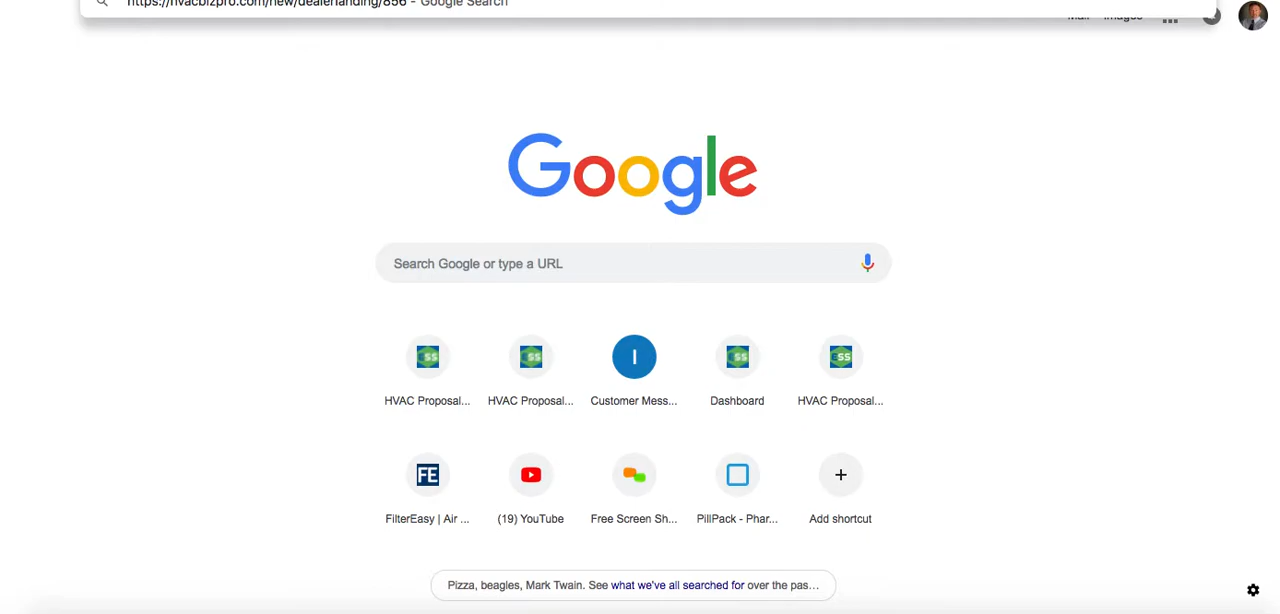 https://hvacbizpro.com/new/dealerlanding/856 - Google Search
Mail Images
Google
Search Google or type a URL
HVAC Proposal... HVAC Proposal... Customer Mess... Dashboard HVAC Proposal...
FE
FilterEasy | Air ... (19) YouTube Free Screen Sh... PillPack - Phar... Add shortcut
Pizza, beagles, Mark Twain. See what we've all searched for over the pas...